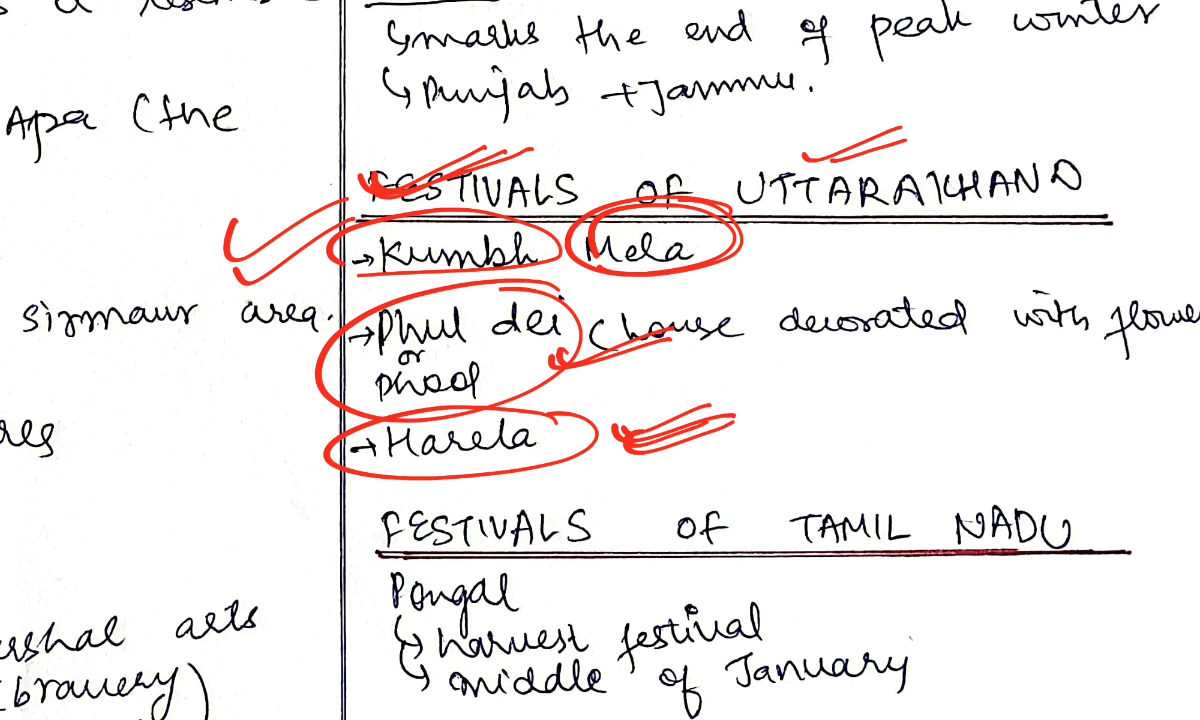 Apa (the
sirmaur area.
arts
bravery)
↳marks the end of peak winter
↳Punjab + Jammu.
FESTIVALS OF UTTARAKHAND
→Kumbh Mela
→Phul dei (house decorated with flowe
or
phool
→Harela
FESTIVALS OF TAMIL NADU
Pongal
↳harvest festival
↳middle of January